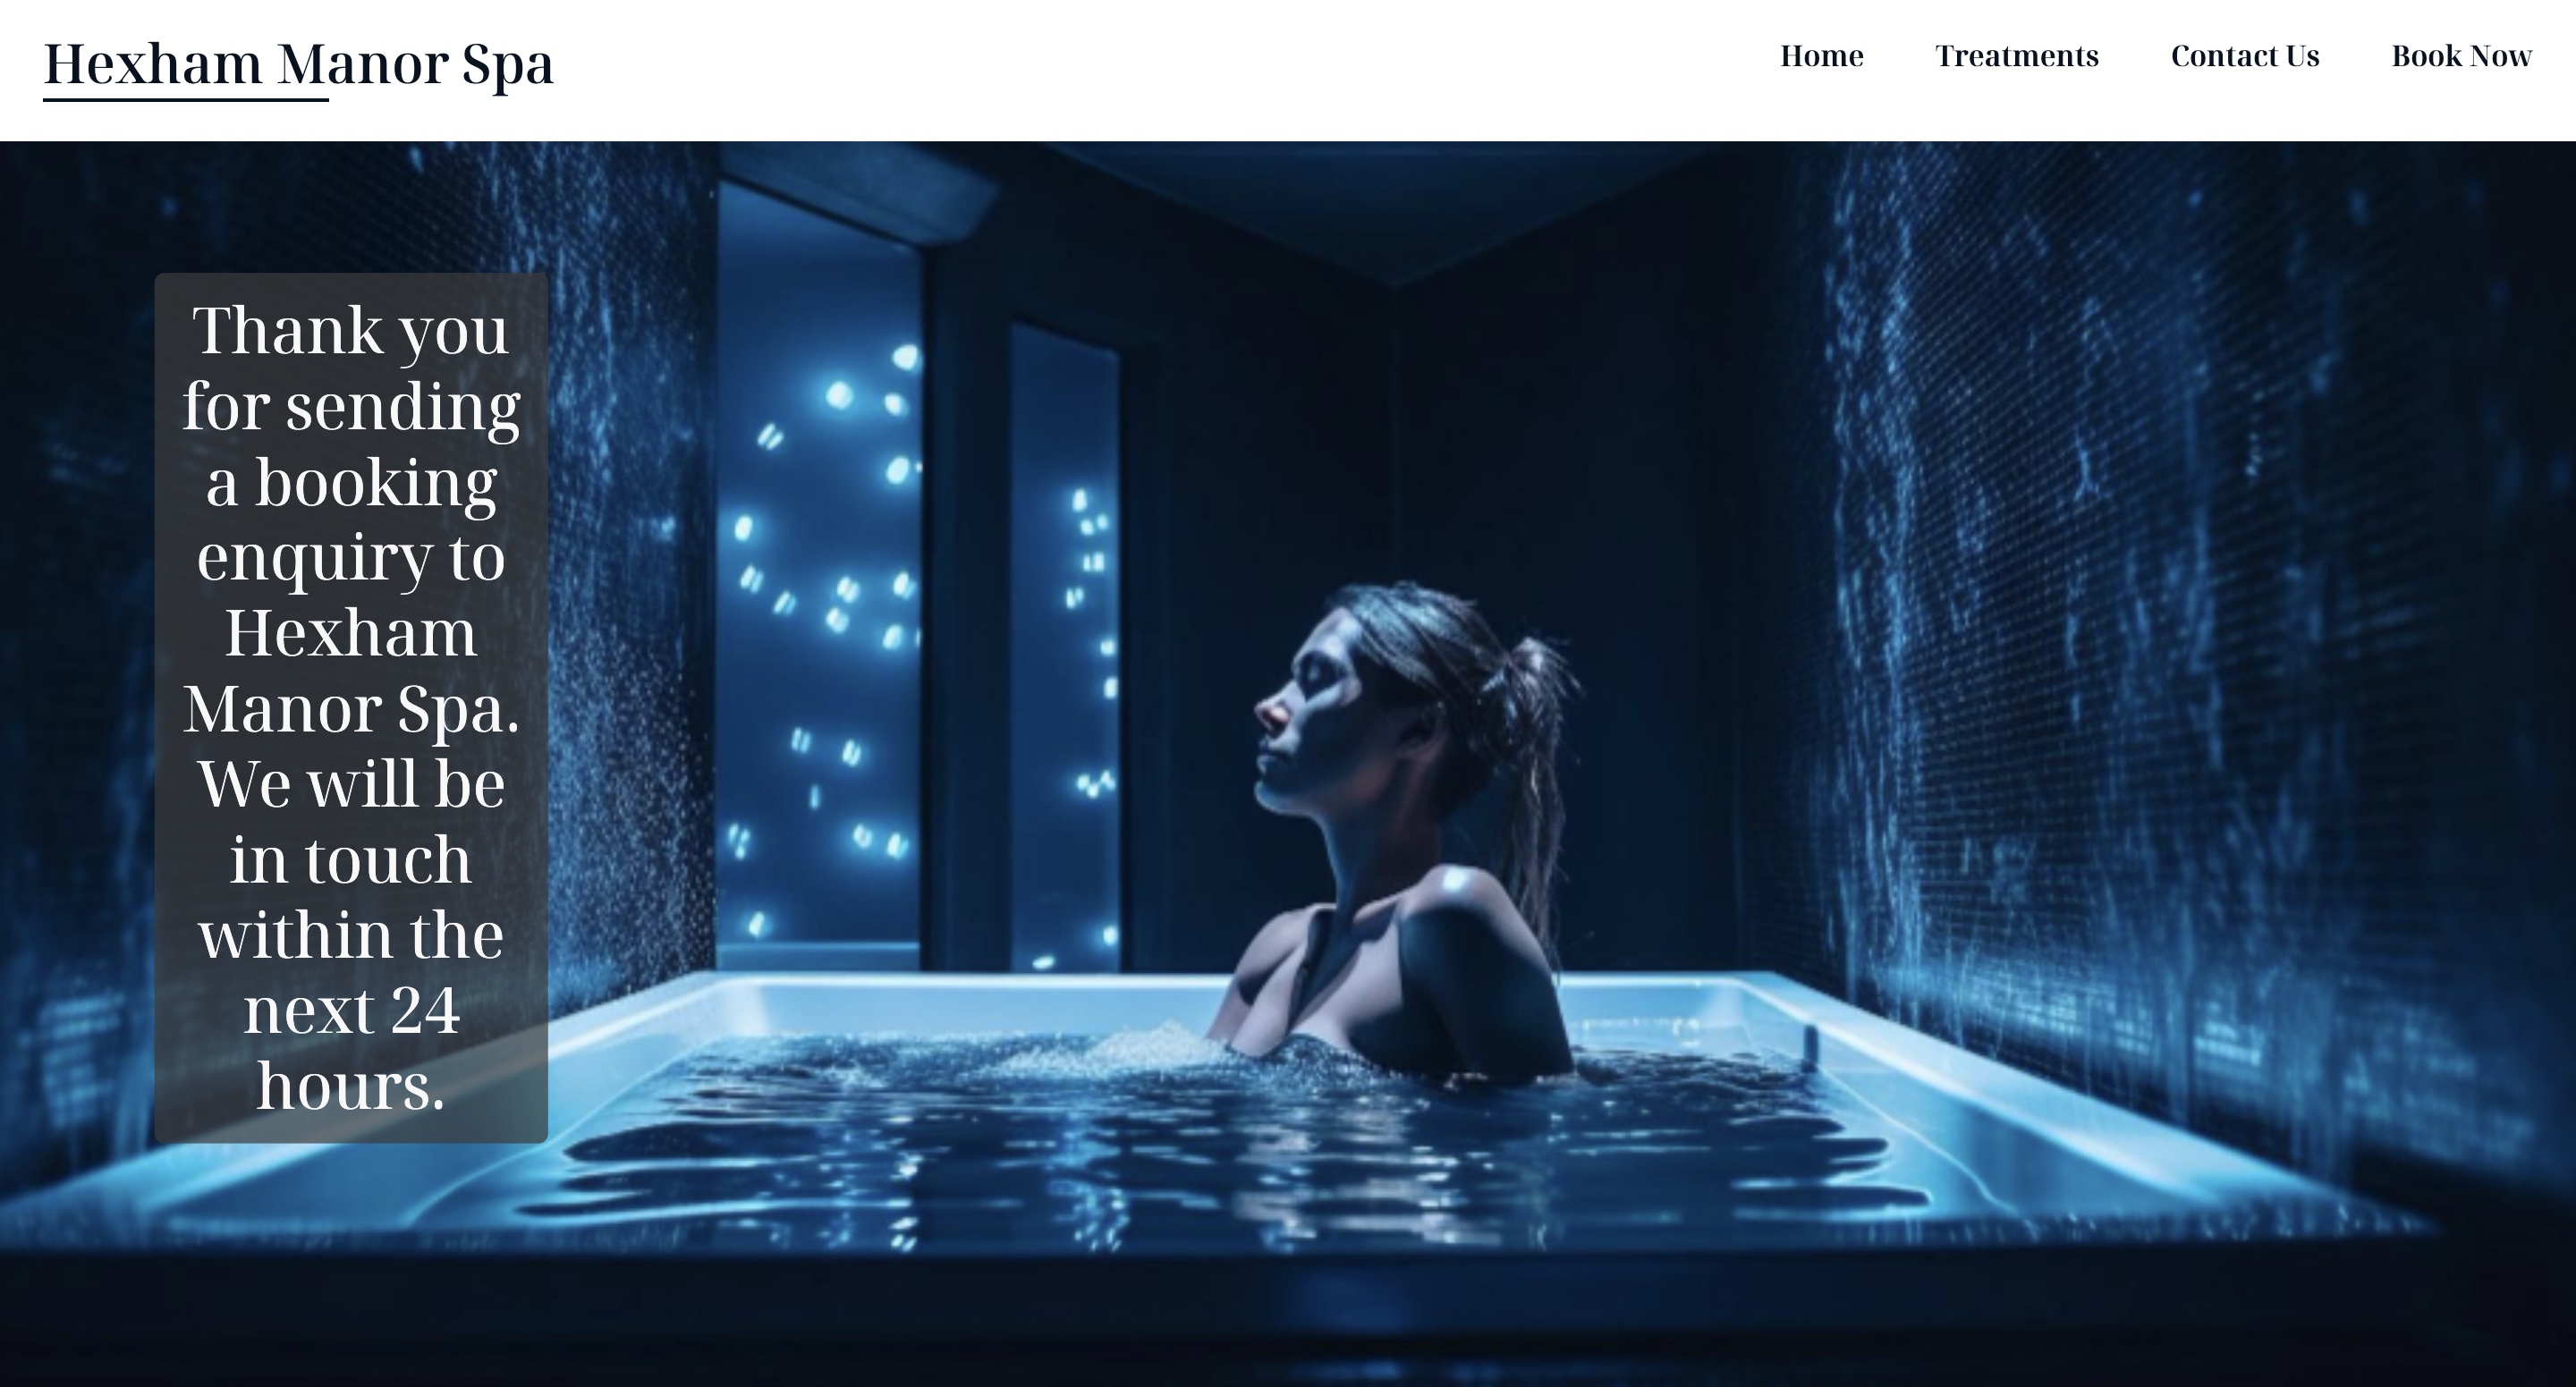 Hexham Manor Spa
Home Treatments Contact Us Book Now
Thank you
for sending
a booking
enquiry to
Hexham
Manor Spa.
We will be
in touch
within the
next 24
hours.